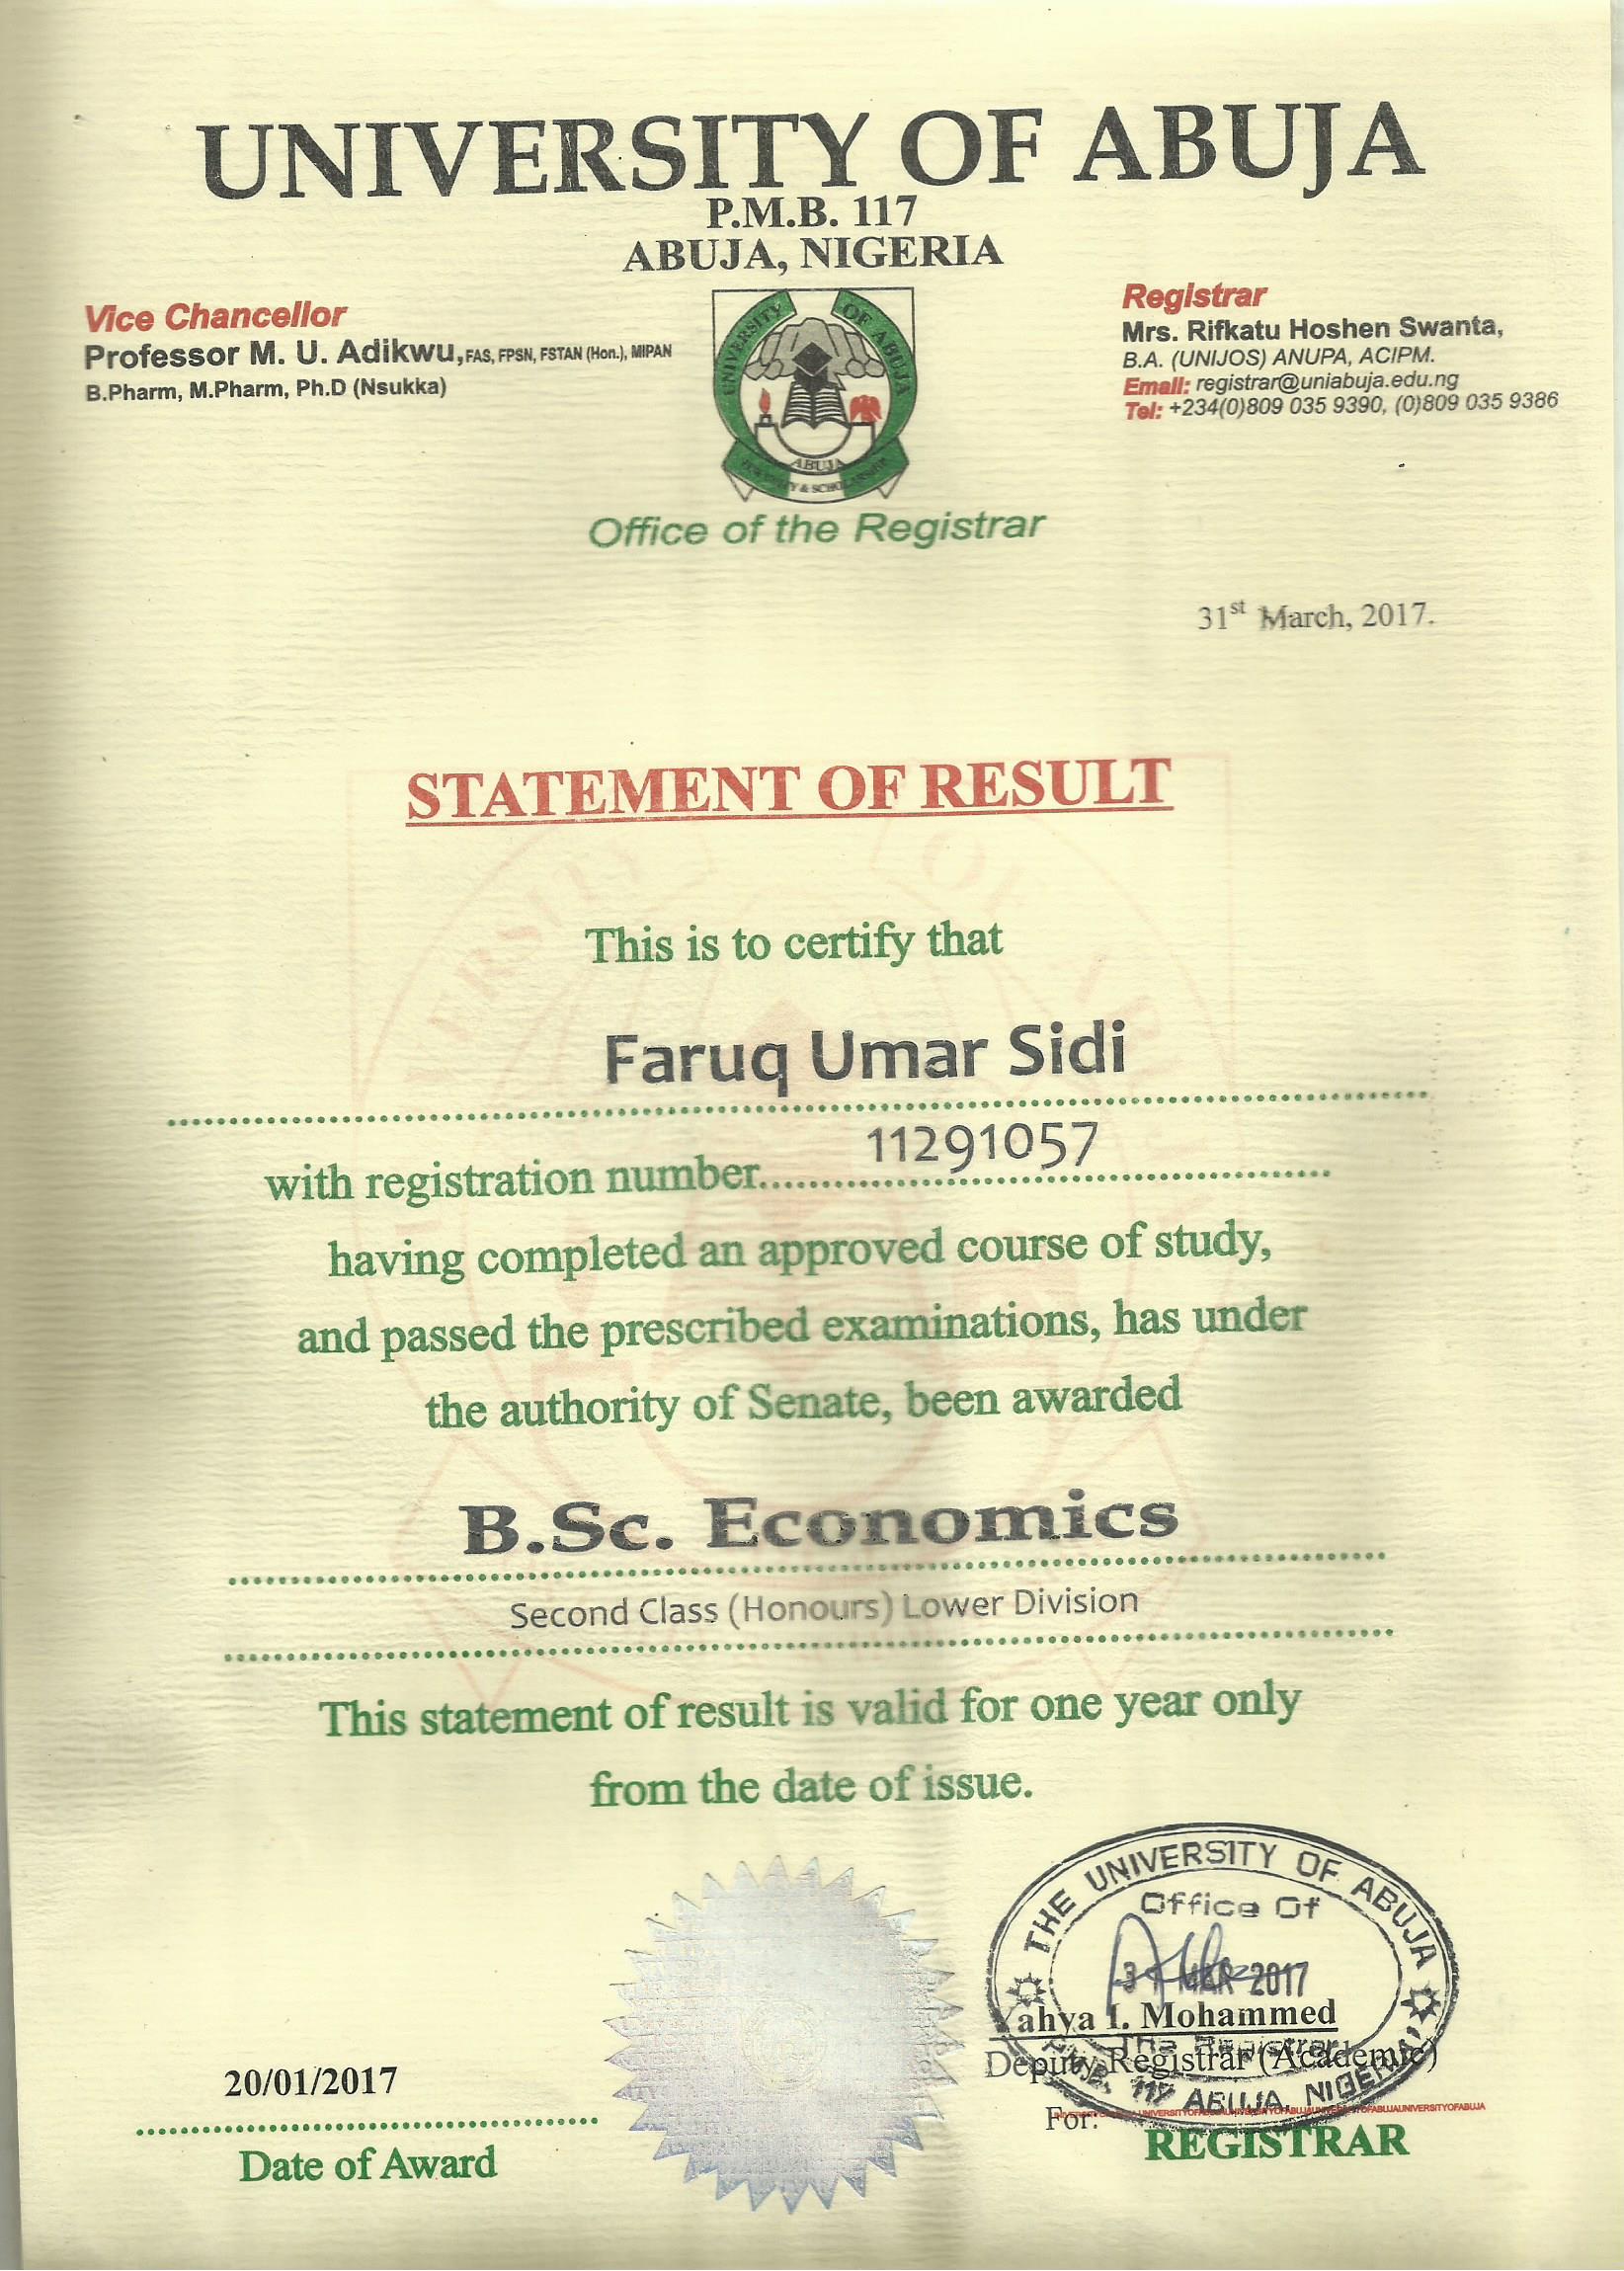 UNIVERSITY OF ABUJA
P.M.B. 117
ABUJA, NIGERIA
Vice Chancellor
Professor M. U. Adikwu, FAS, FPSN, FSTAN (Hon.), MIPAN
B.Pharm, M.Pharm, Ph.D (Nsukka)
Registrar
Mrs. Rifkatu Hoshen Swanta,
B.A. (UNIJOS) ANUPA, ACIPM.
Email: registrar@uniabuja.edu.ng
Tel: +234(0)809 035 9390, (0)809 035 9386
UNIVERSITY OF ABUJA
ABUJA
Office of the Registrar
31st March, 2017.
STATEMENT OF RESULT
This is to certify that
Faruq Umar Sidi
with registration number 11291057
having completed an approved course of study,
and passed the prescribed examinations, has under
the authority of Senate, been awarded
B.Sc. Economics
Second Class (Honours) Lower Division
This statement of result is valid for one year only
from the date of issue.
THE UNIVERSITY OF ABUJA
Office Of
MAR 2017
Yahya I. Mohammed
The Registrar
Deputy Registrar (Academic)
ABUJA, NIGERIA
For:
REGISTRAR
20/01/2017
Date of Award